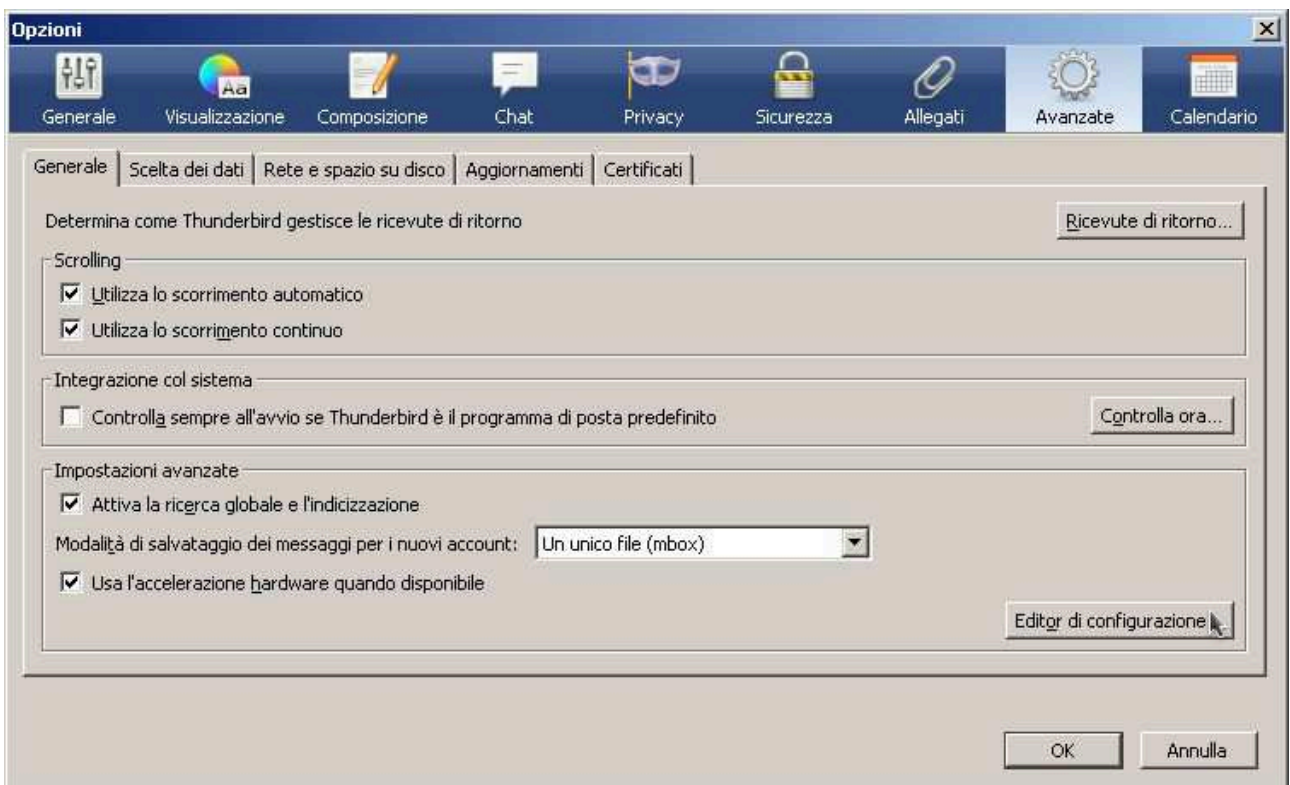 Opzioni
Generale Visualizzazione Composizione Chat Privacy Sicurezza Allegati Avanzate Calendario
Generale Scelta dei dati Rete e spazio su disco Aggiornamenti Certificati
Determina come Thunderbird gestisce le ricevute di ritorno Ricevute di ritorno...
Scrolling
Utilizza lo scorrimento automatico
Utilizza lo scorrimento continuo
Integrazione col sistema
Controlla sempre all'avvio se Thunderbird è il programma di posta predefinito Controlla ora...
Impostazioni avanzate
Attiva la ricerca globale e l'indicizzazione
Modalità di salvataggio dei messaggi per i nuovi account: Un unico file (mbox)
Usa l'accelerazione hardware quando disponibile
Editor di configurazione
OK Annulla